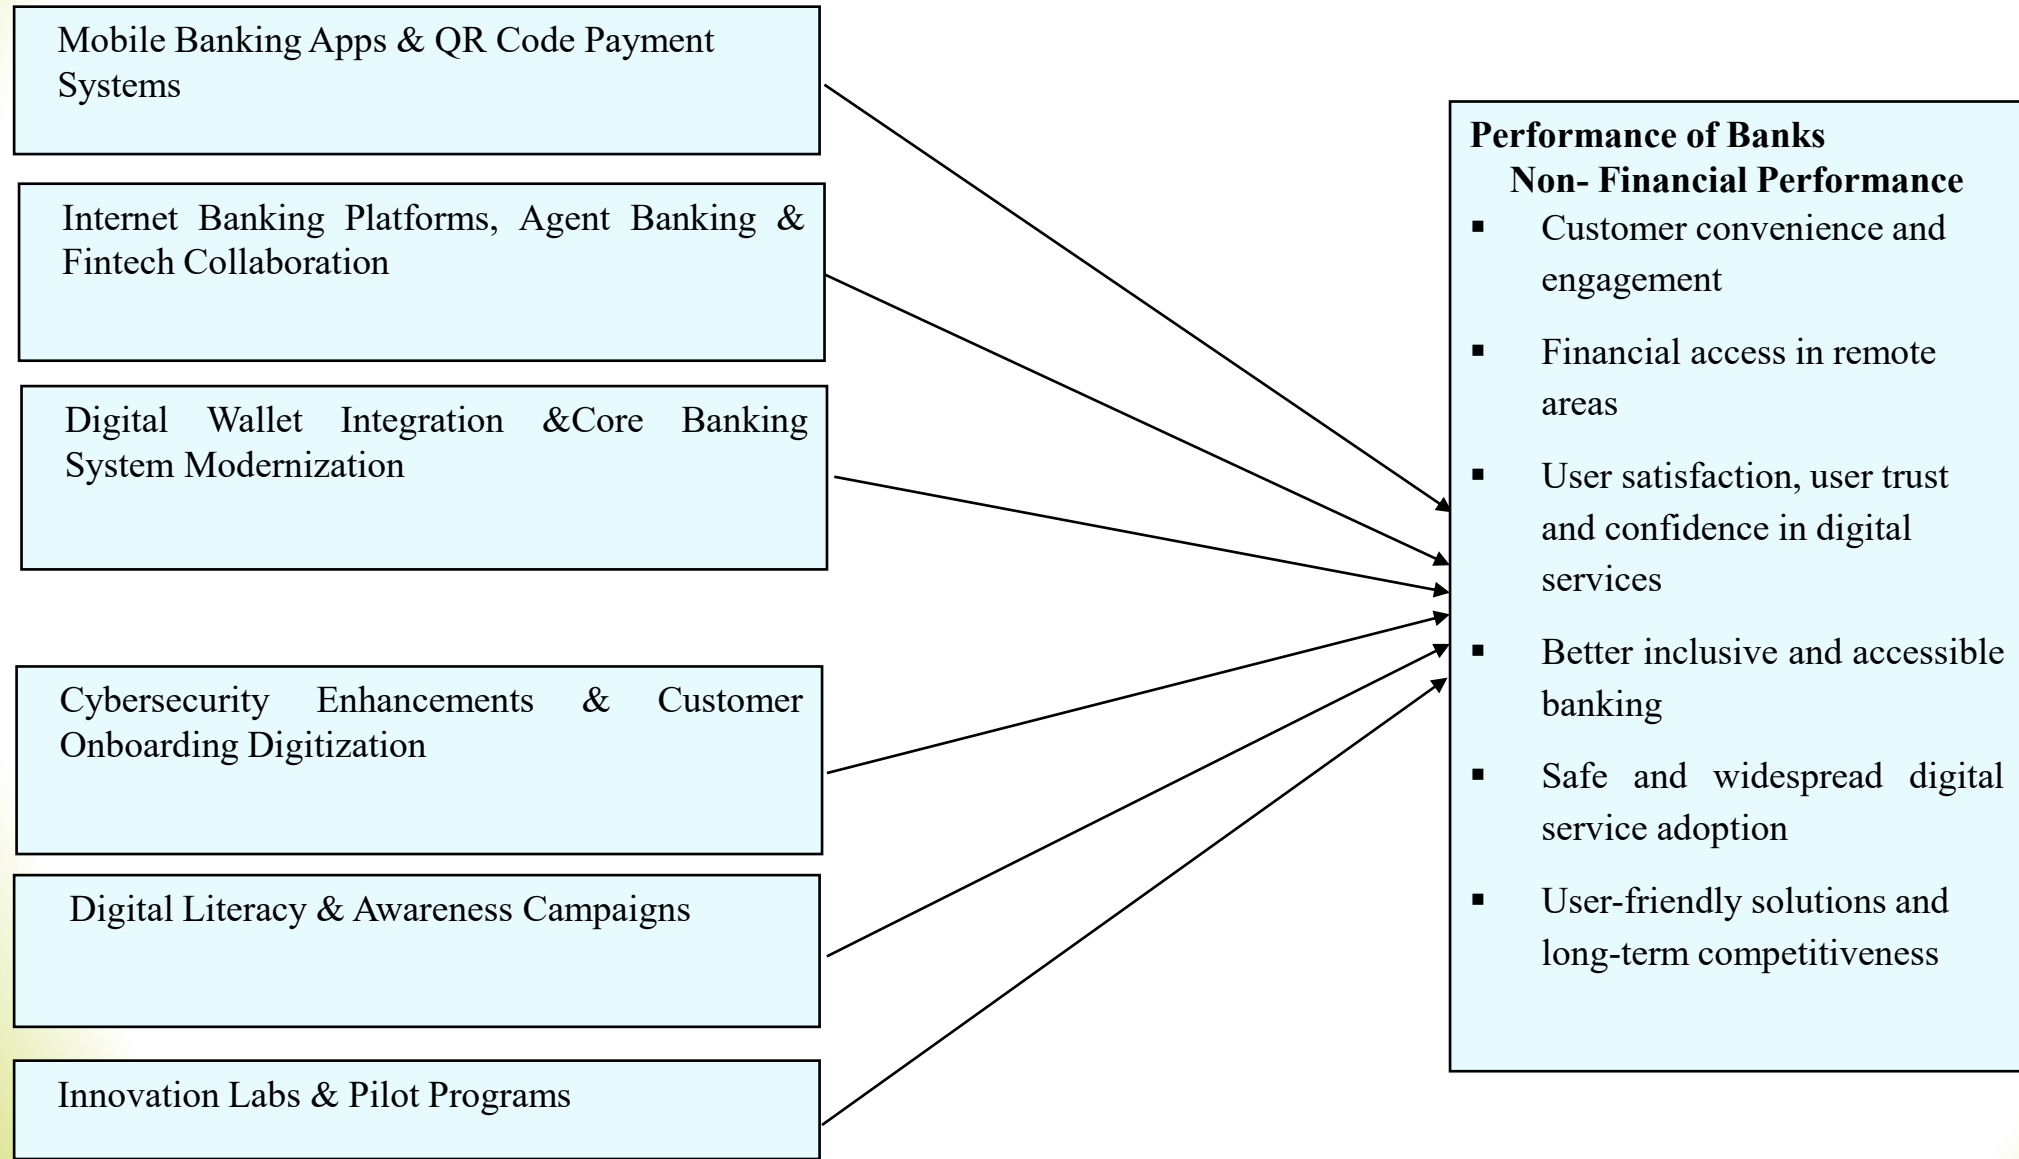 Mobile Banking Apps & QR Code Payment
Systems
Internet Banking Platforms, Agent Banking &
Fintech Collaboration
Digital Wallet Integration &Core Banking
System Modernization
Cybersecurity Enhancements & Customer
Onboarding Digitization
Digital Literacy & Awareness Campaigns
Innovation Labs & Pilot Programs
Performance of Banks
Non- Financial Performance
▪ Customer convenience and
engagement
▪ Financial access in remote
areas
▪ User satisfaction, user trust
and confidence in digital
services
▪ Better inclusive and accessible
banking
▪ Safe and widespread digital
service adoption
▪ User-friendly solutions and
long-term competitiveness